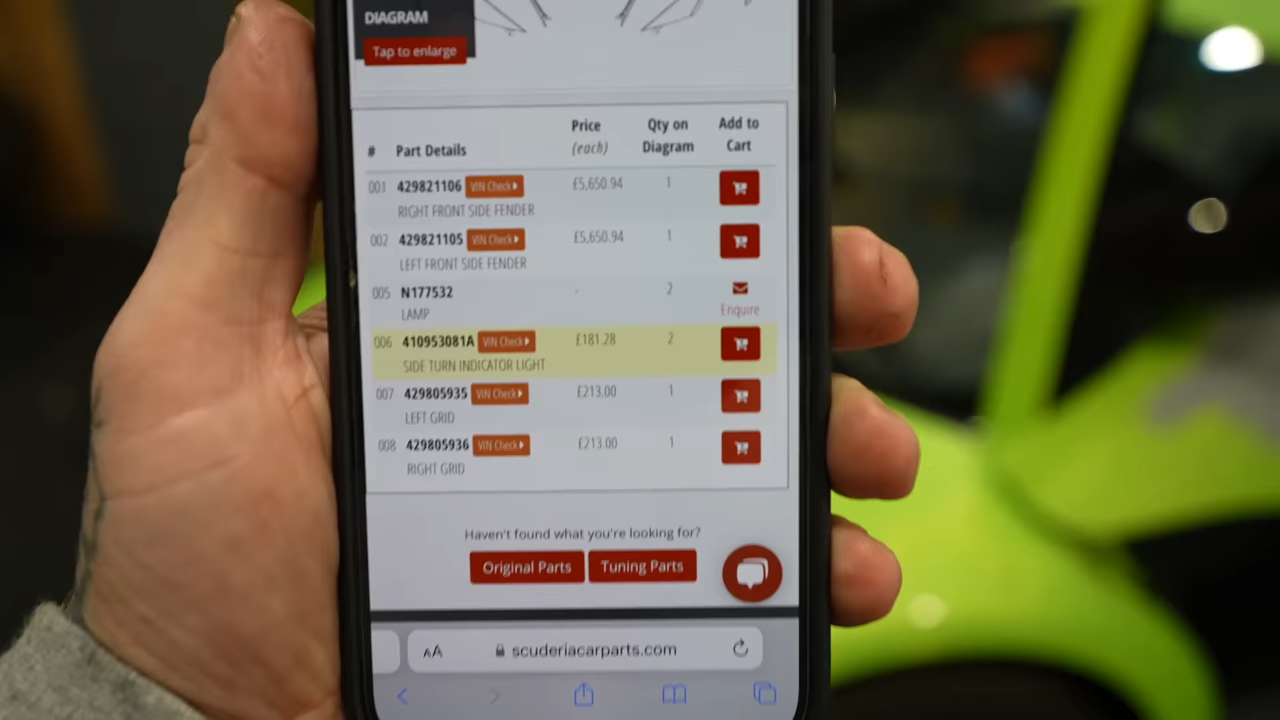 DIAGRAM
Tap to enlarge
# Part Details Price (each) Qty on Diagram Add to Cart
001 429821106 VIN Check £5,650.94 1
RIGHT FRONT SIDE FENDER
002 429821105 VIN Check £5,650.94 1
LEFT FRONT SIDE FENDER
005 N177532 - 2
LAMP Enquire
006 410953081A VIN Check £181.28 2
SIDE TURN INDICATOR LIGHT
007 429805935 VIN Check £213.00 1
LEFT GRID
008 429805936 VIN Check £213.00 1
RIGHT GRID
Haven't found what you're looking for?
Original Parts Tuning Parts
AA scuderiacarparts.com